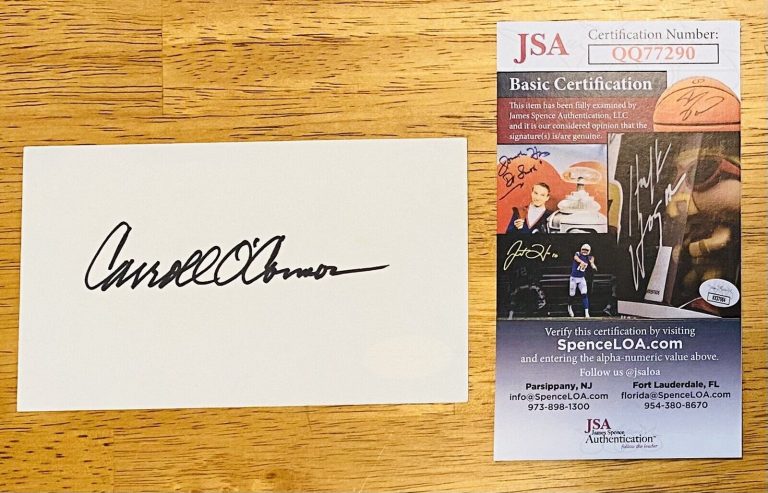 Carroll O'Connor
JSA
Certification Number:
QQ77290
Basic Certification
This item has been fully examined by
James Spence Authentication, LLC
and it is our considered opinion that the
signature(s) is/are genuine.
Verify this certification by visiting
SpenceLOA.com
and entering the alpha-numeric value above.
Follow us @jsaloa
Parsippany, NJ
info@SpenceLOA.com
973-898-1300
Fort Lauderdale, FL
florida@SpenceLOA.com
954-380-8670
JSA
James Spence
Authentication
follow the leader